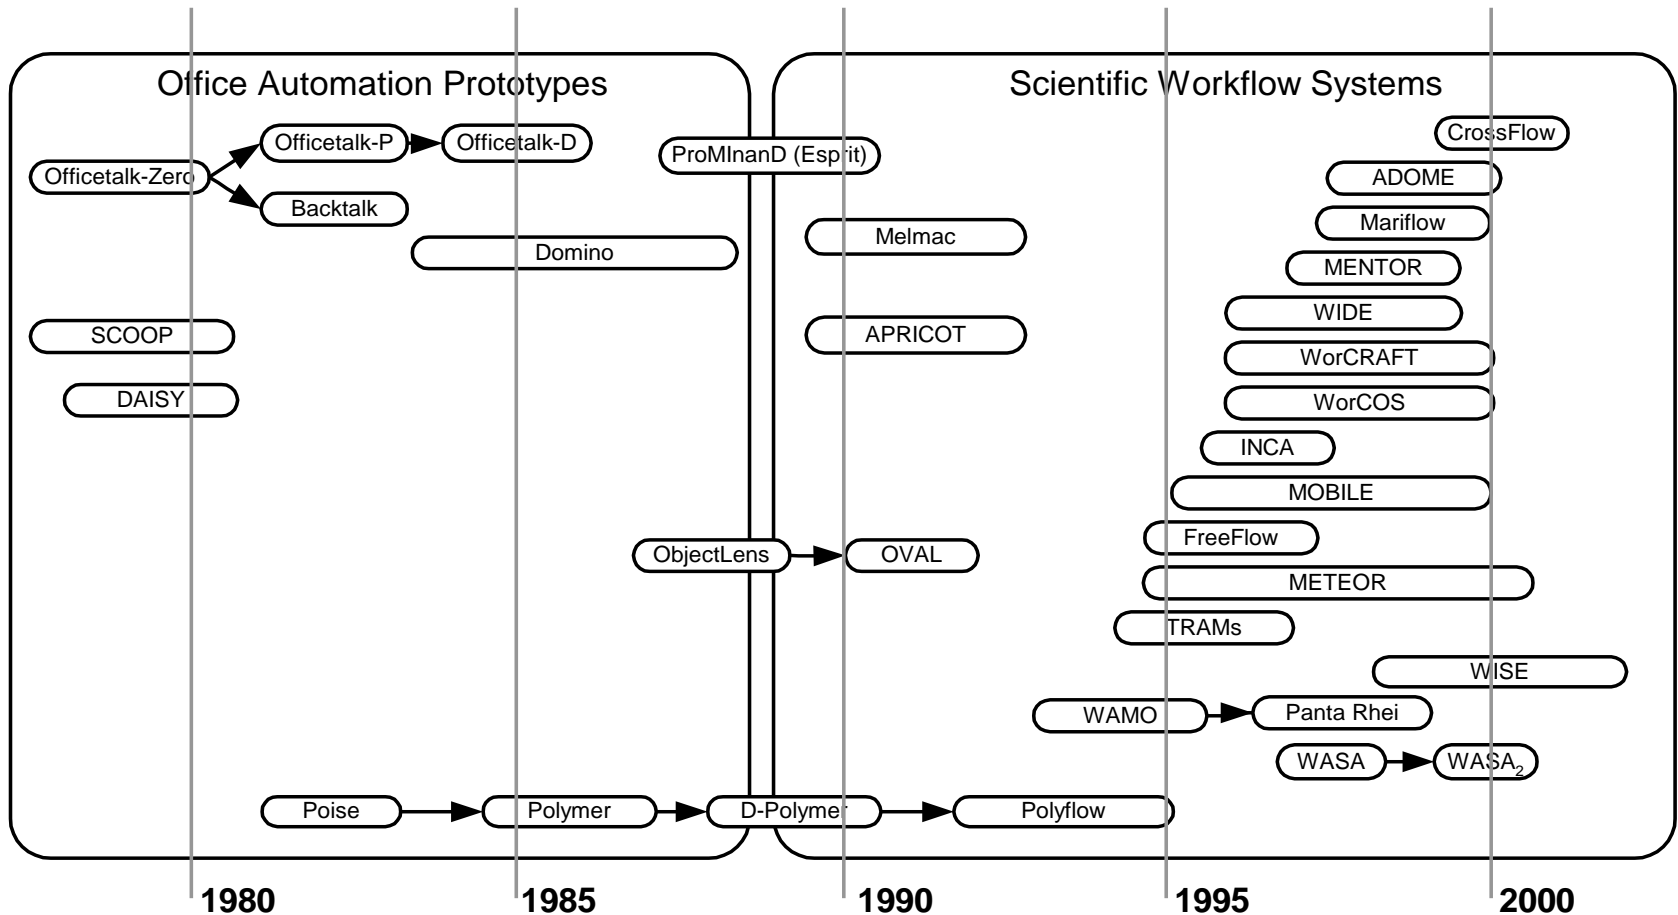 Office Automation Prototypes
Scientific Workflow Systems
CrossFlow
Officetalk-P
Officetalk-D
ProMInanD (Esprit)
Officetalk-Zero
ADOME
Backtalk
Mariflow
Melmac
Domino
MENTOR
WIDE
SCOOP
APRICOT
WorCRAFT
DAISY
WorCOS
INCA
MOBILE
FreeFlow
ObjectLens
OVAL
METEOR
TRAMs
WISE
WAMO
Panta Rhei
WASA
WASA2
Poise
Polymer
D-Polymer
Polyflow
1980
1985
1990
1995
2000